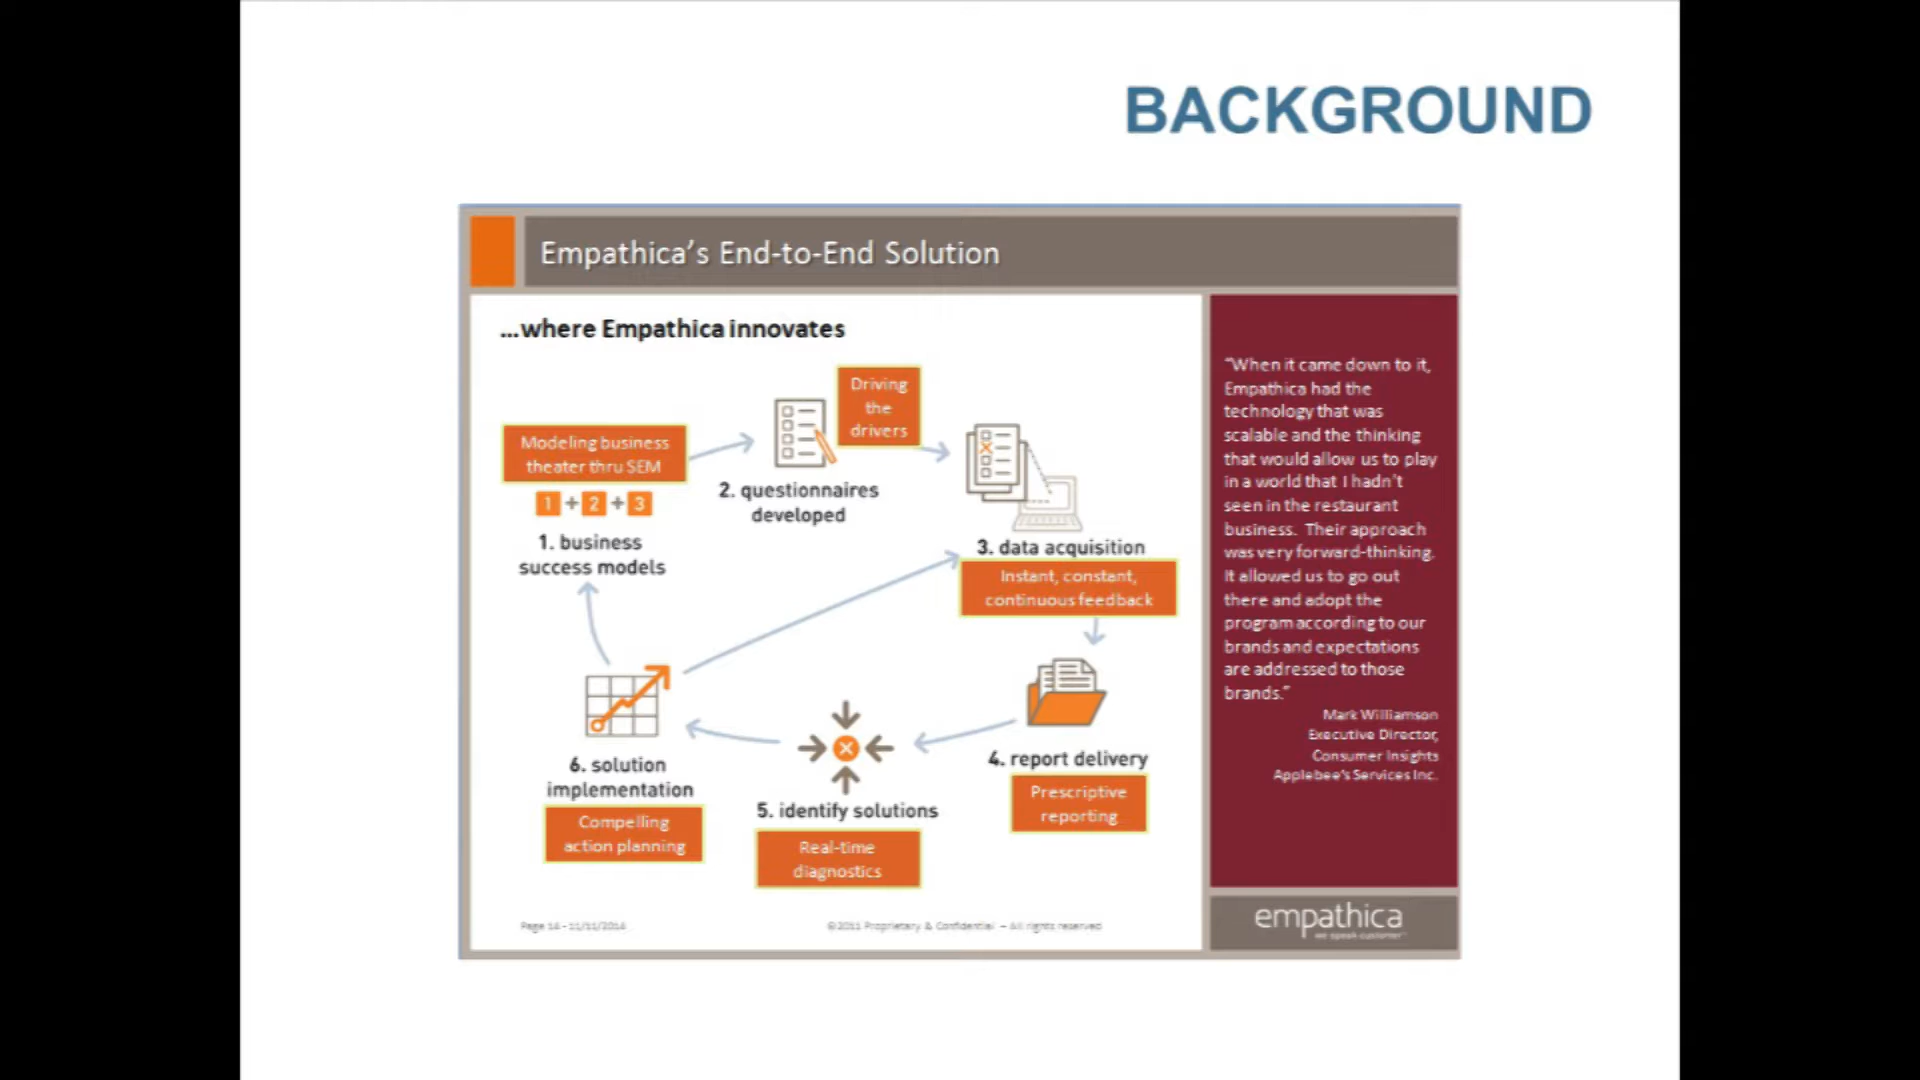 BACKGROUND
Empathica's End-to-End Solution
...where Empathica innovates
Modeling business
theater thru SEM
1 + 2 + 3
1. business
success models
Driving
the
drivers
2. questionnaires
developed
3. data acquisition
Instant, constant,
continuous feedback
4. report delivery
Prescriptive
reporting
5. identify solutions
Real-time
diagnostics
6. solution
implementation
Compelling
action planning
Page 14 - 11/11/2014
©2011 Proprietary & Confidential – All rights reserved
"When it came down to it,
Empathica had the
technology that was
scalable and the thinking
that would allow us to play
in a world that I hadn't
seen in the restaurant
business. Their approach
was very forward-thinking.
It allowed us to go out
there and adopt the
program according to our
brands and expectations
are addressed to those
brands."
Mark Williamson
Executive Director,
Consumer Insights
Applebee's Services Inc.
empathica
we speak customer